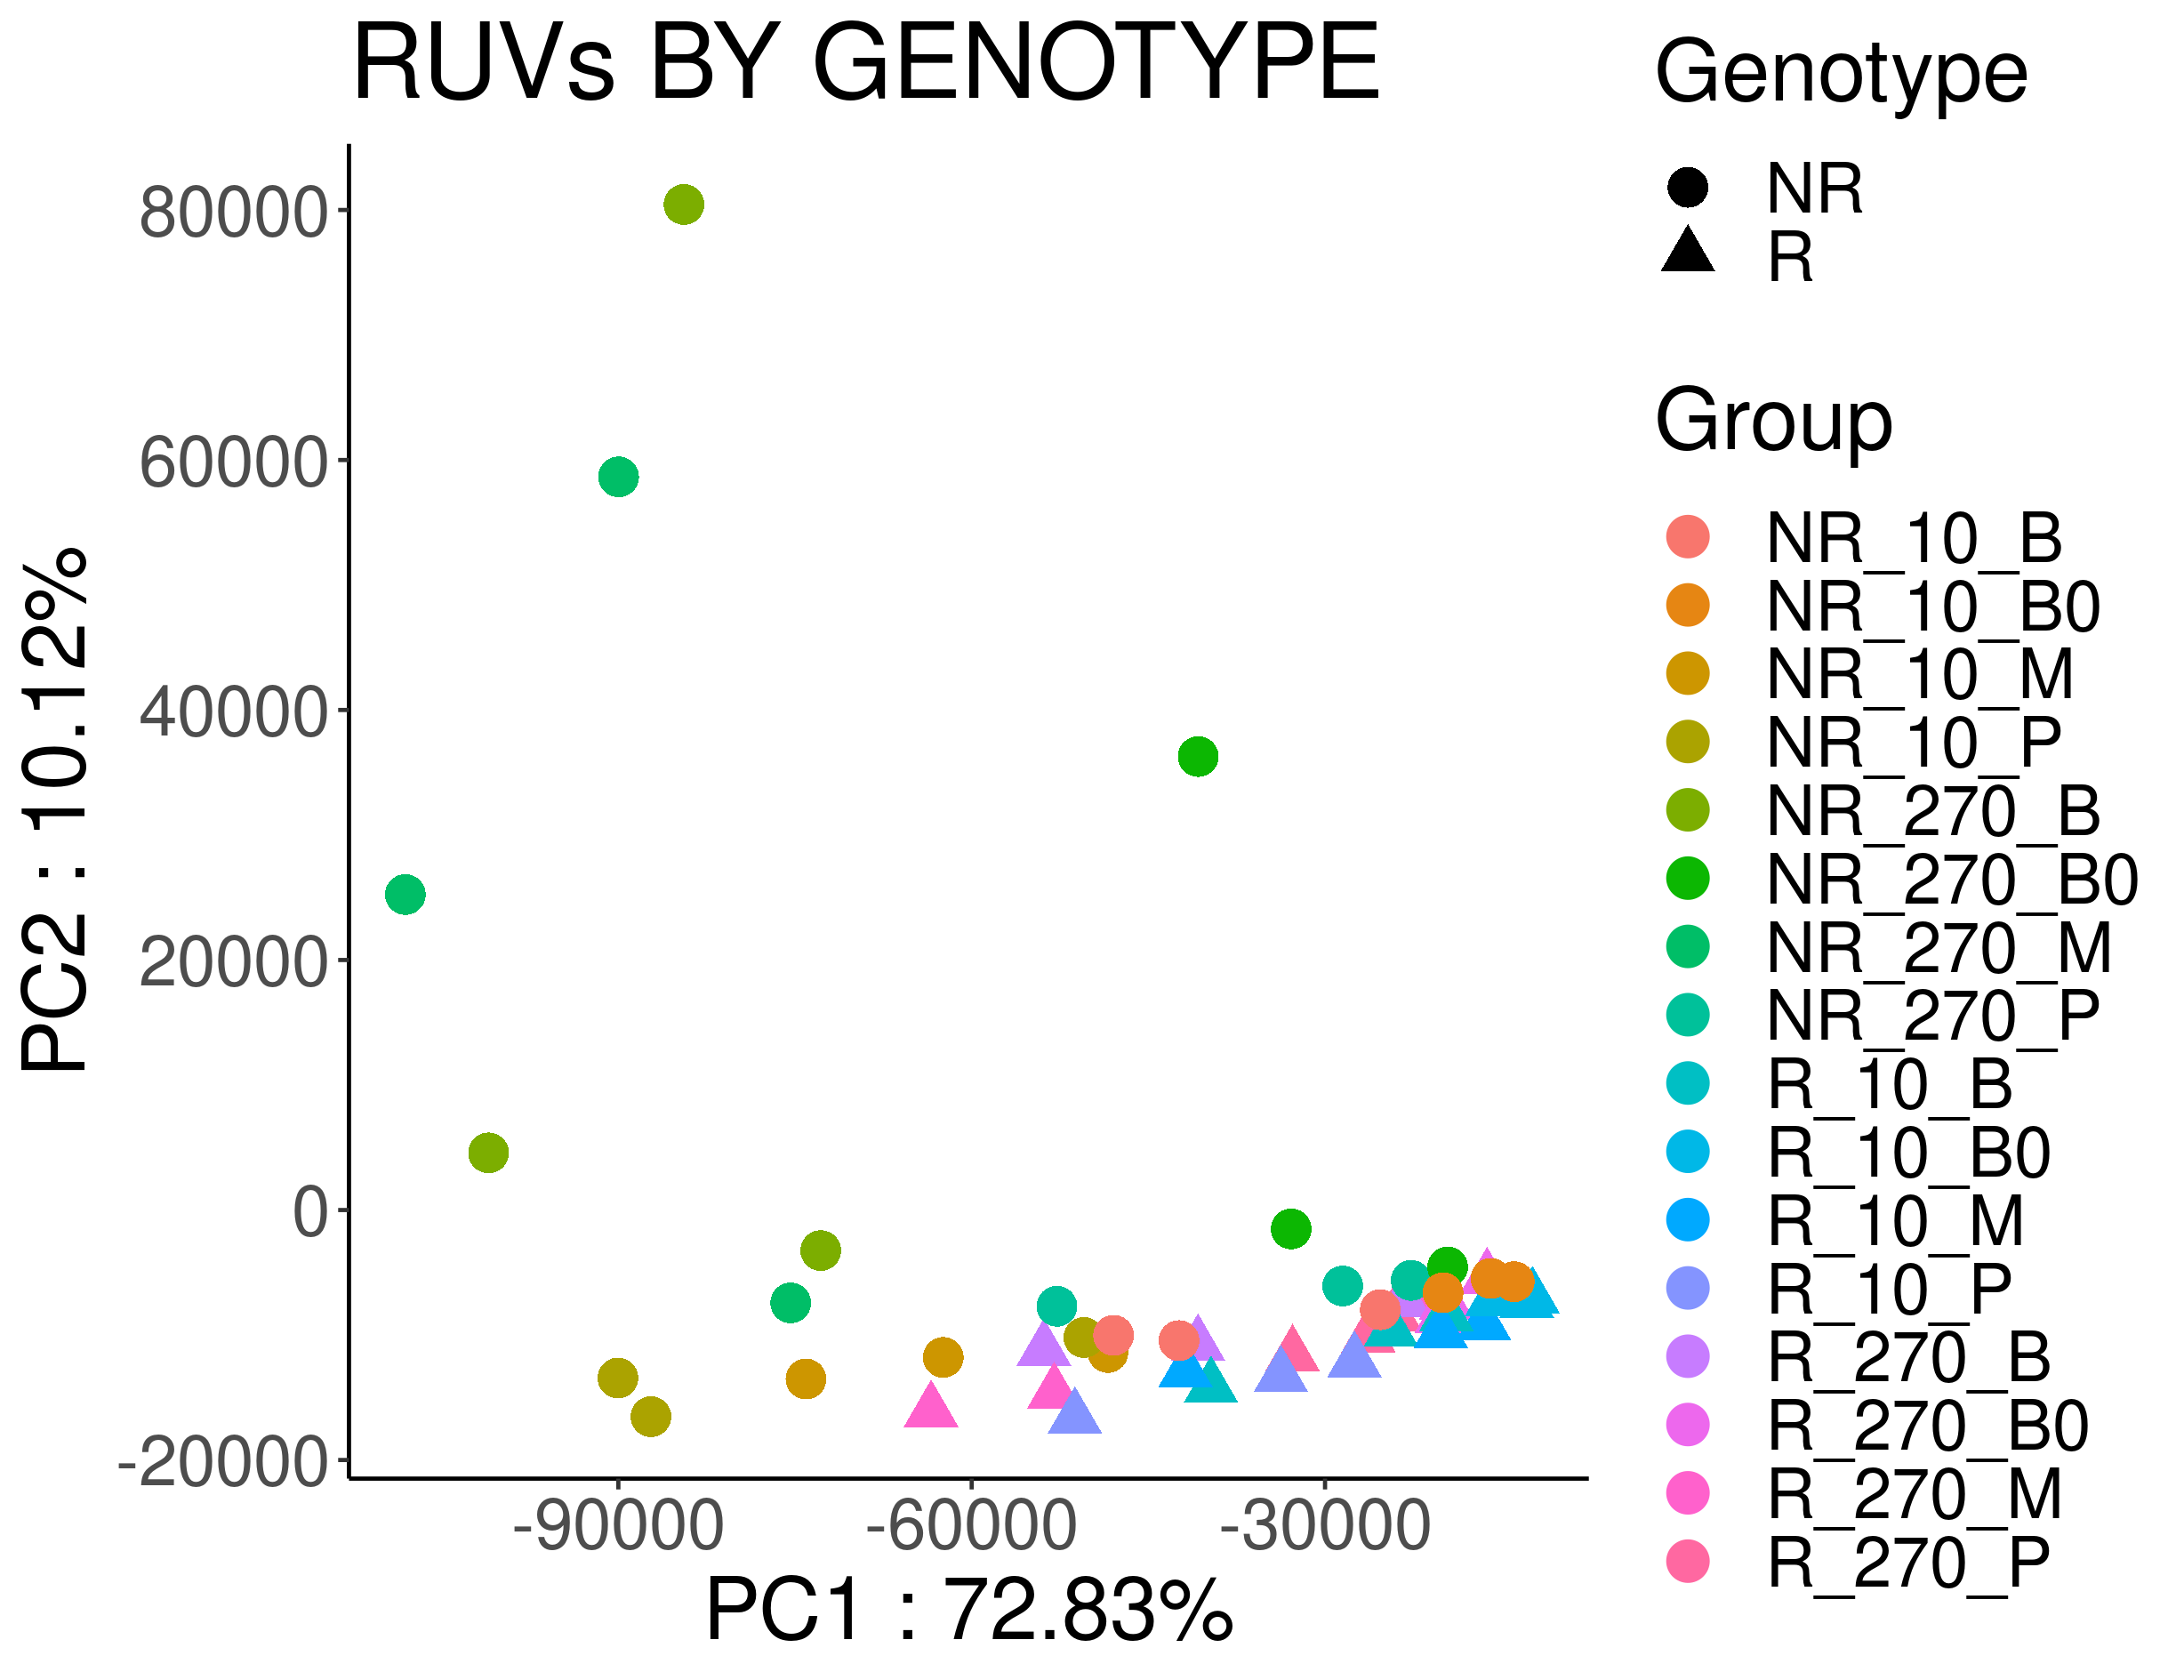 RUVs BY GENOTYPE
80000
60000
40000
20000
0
-20000
PC2 : 10.12%
-90000
-60000
-30000
PC1 : 72.83%
Genotype
NR
R
Group
NR_10_B
NR_10_B0
NR_10_M
NR_10_P
NR_270_B
NR_270_B0
NR_270_M
NR_270_P
R_10_B
R_10_B0
R_10_M
R_10_P
R_270_B
R_270_B0
R_270_M
R_270_P